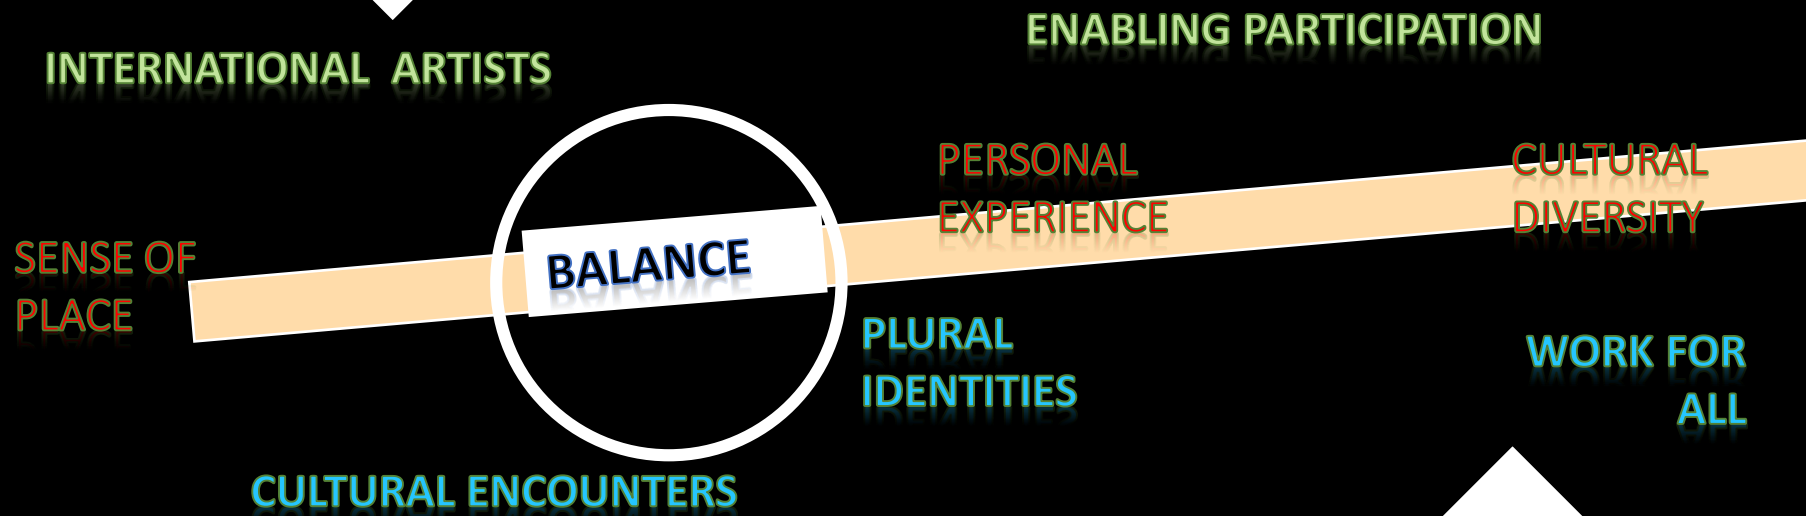 ENABLING PARTICIPATION
INTERNATIONAL ARTISTS
PERSONAL
EXPERIENCE
CULTURAL
DIVERSITY
SENSE OF
PLACE
BALANCE
PLURAL
IDENTITIES
WORK FOR
ALL
CULTURAL ENCOUNTERS